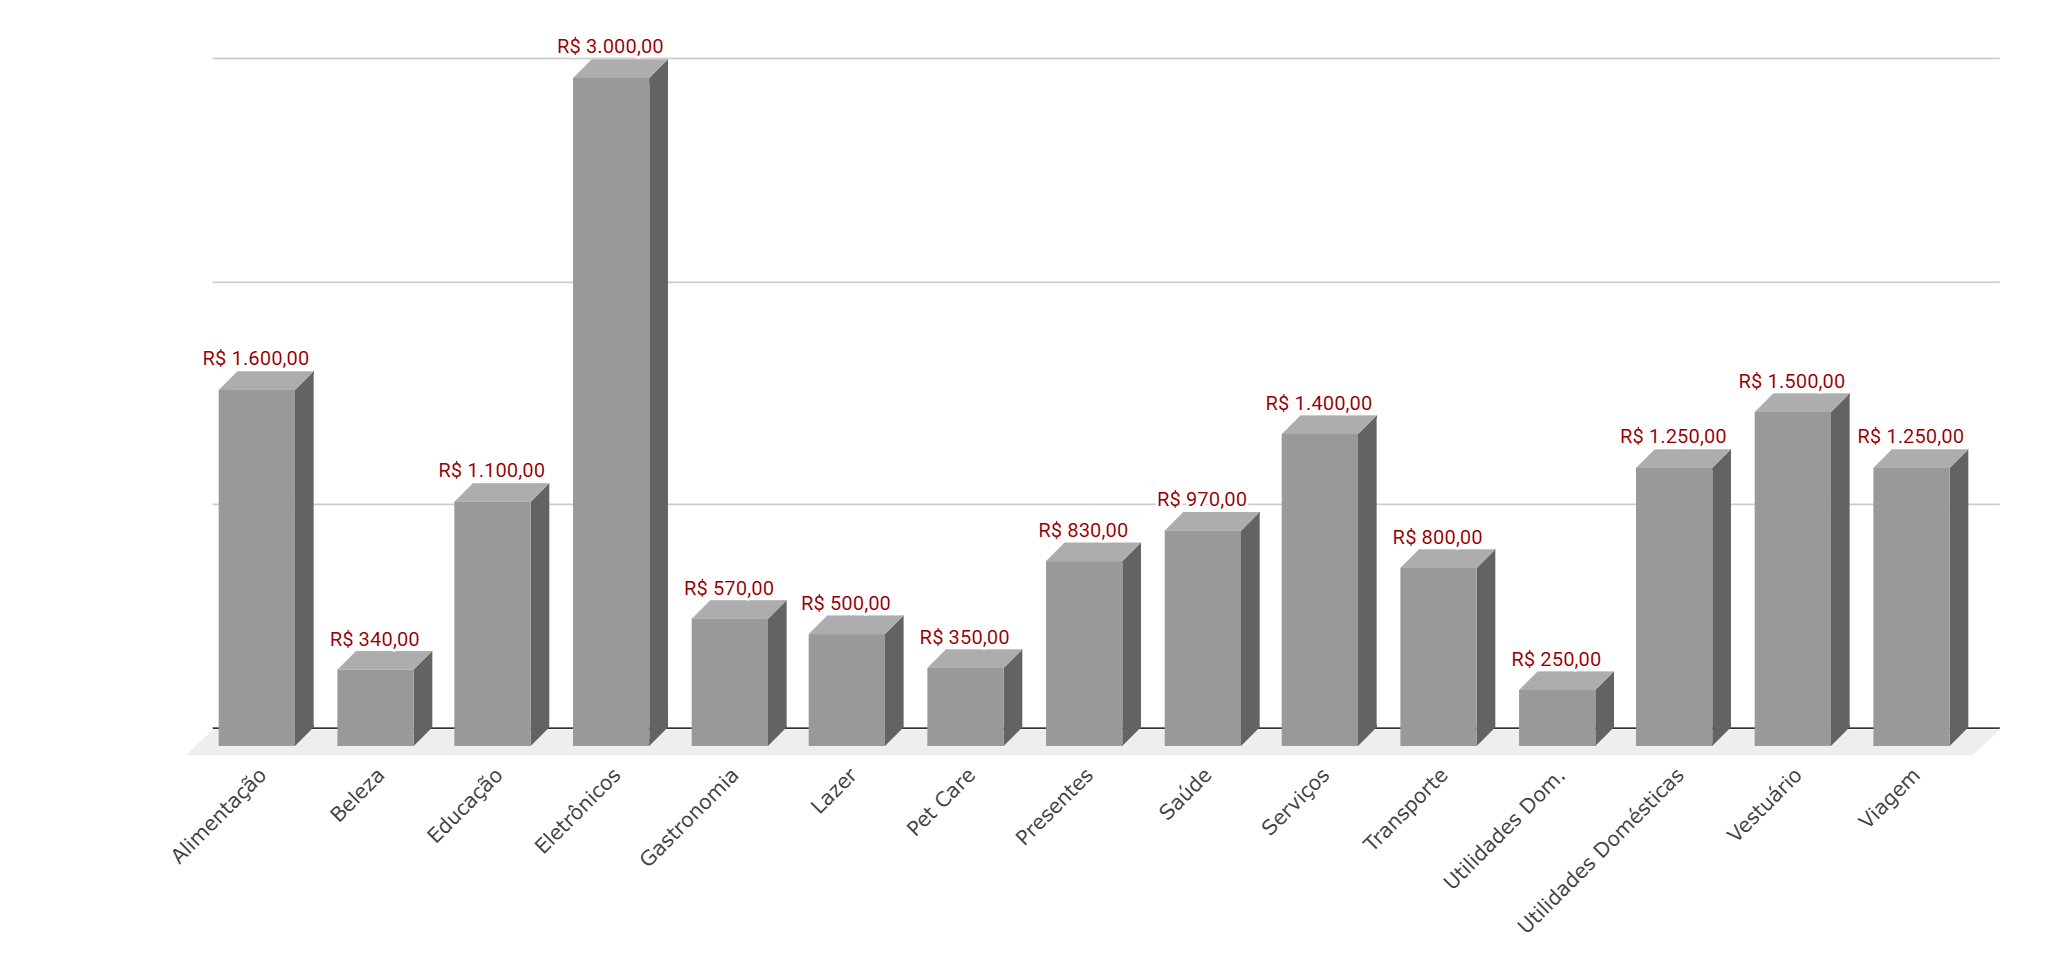 R$ 3.000,00
R$ 1.600,00
R$ 1.500,00
R$ 1.400,00
R$ 1.250,00
R$ 1.250,00
R$ 1.100,00
R$ 970,00
R$ 830,00
R$ 800,00
R$ 570,00
R$ 500,00
R$ 350,00
R$ 340,00
R$ 250,00
Alimentação
Beleza
Educação
Eletrônicos
Gastronomia
Lazer
Pet Care
Presentes
Saúde
Serviços
Transporte
Utilidades Dom.
Utilidades Domésticas
Vestuário
Viagem